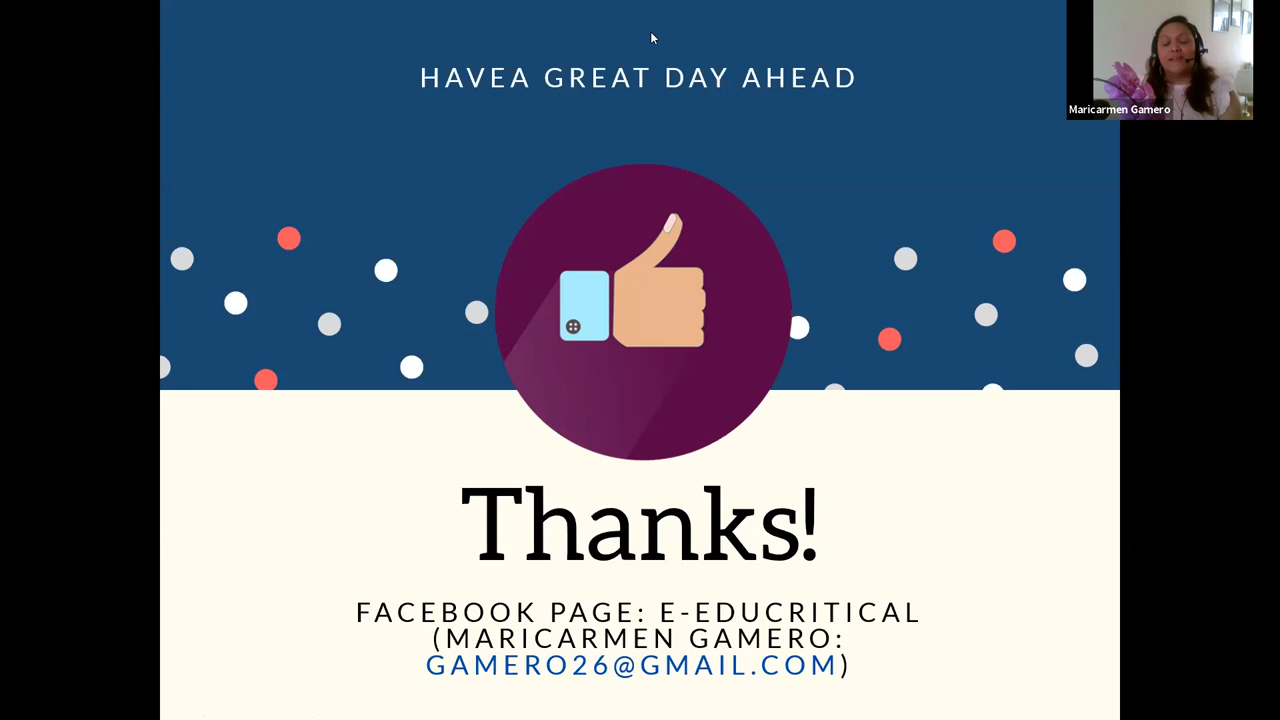 HAVEA GREAT DAY AHEAD
Maricarmen Gamero
Thanks!
FACEBOOK PAGE: E-EDUCRITICAL
(MARICARMEN GAMERO:
GAMERO26@GMAIL.COM)